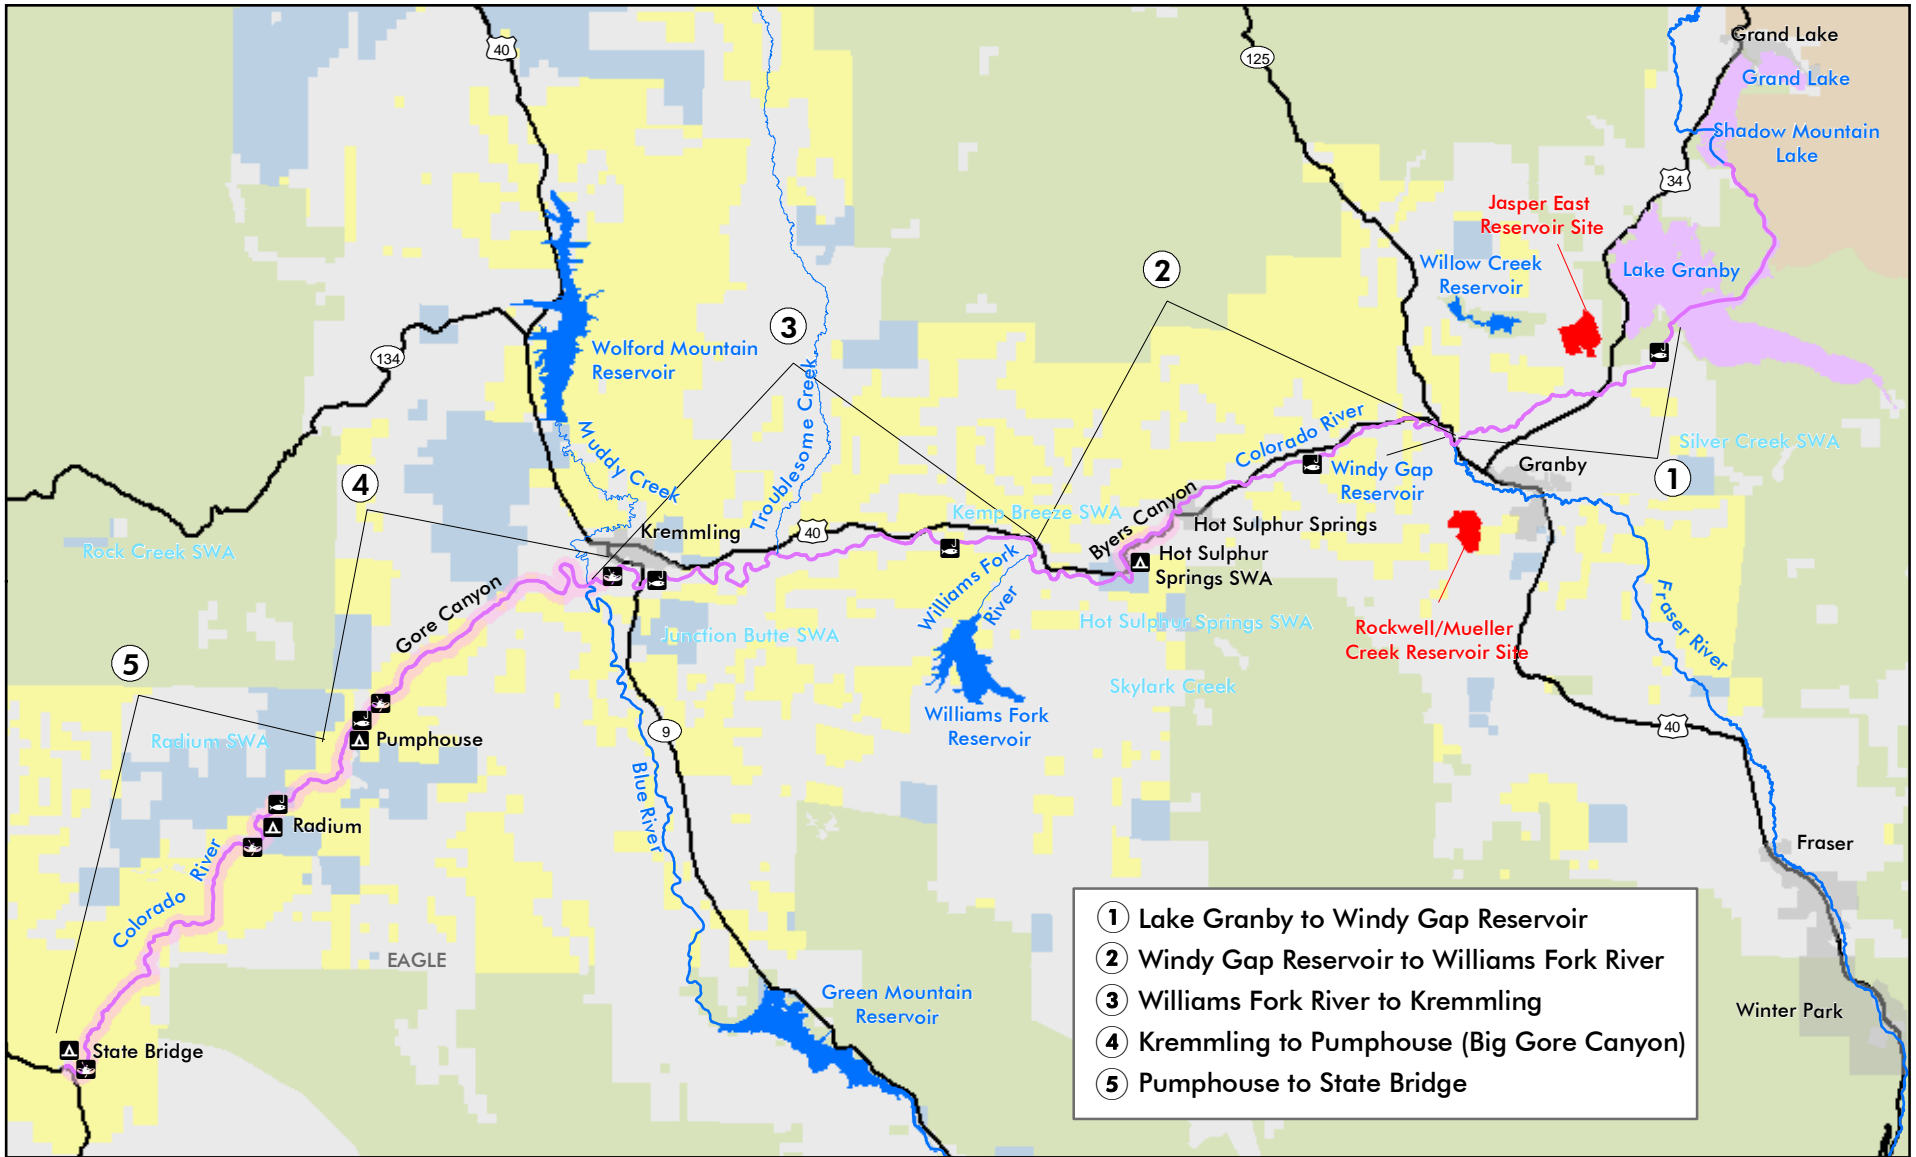 40
125
Grand Lake
Grand Lake
Shadow Mountain
Lake
34
Jasper East
Reservoir Site
Willow Creek
Reservoir
Lake Granby
2
3
134
Wolford Mountain
Reservoir
Troublesome Creek
Muddy Creek
Colorado River
Silver Creek SWA
Windy Gap
Reservoir
Granby
1
4
Byers Canyon
Kemp Breeze SWA
Hot Sulphur Springs
40
Kremmling
Rock Creek SWA
Hot Sulphur
Springs SWA
Williams Fork
River
Gore Canyon
Junction Butte SWA
Hot Sulphur Springs SWA
Rockwell/Mueller
Creek Reservoir Site
Fraser River
5
Skylark Creek
Williams Fork
Reservoir
9
40
Radium SWA
Pumphouse
Blue River
Radium
Colorado River
Fraser
EAGLE
Green Mountain
Reservoir
Winter Park
State Bridge
1 Lake Granby to Windy Gap Reservoir
2 Windy Gap Reservoir to Williams Fork River
3 Williams Fork River to Kremmling
4 Kremmling to Pumphouse (Big Gore Canyon)
5 Pumphouse to State Bridge